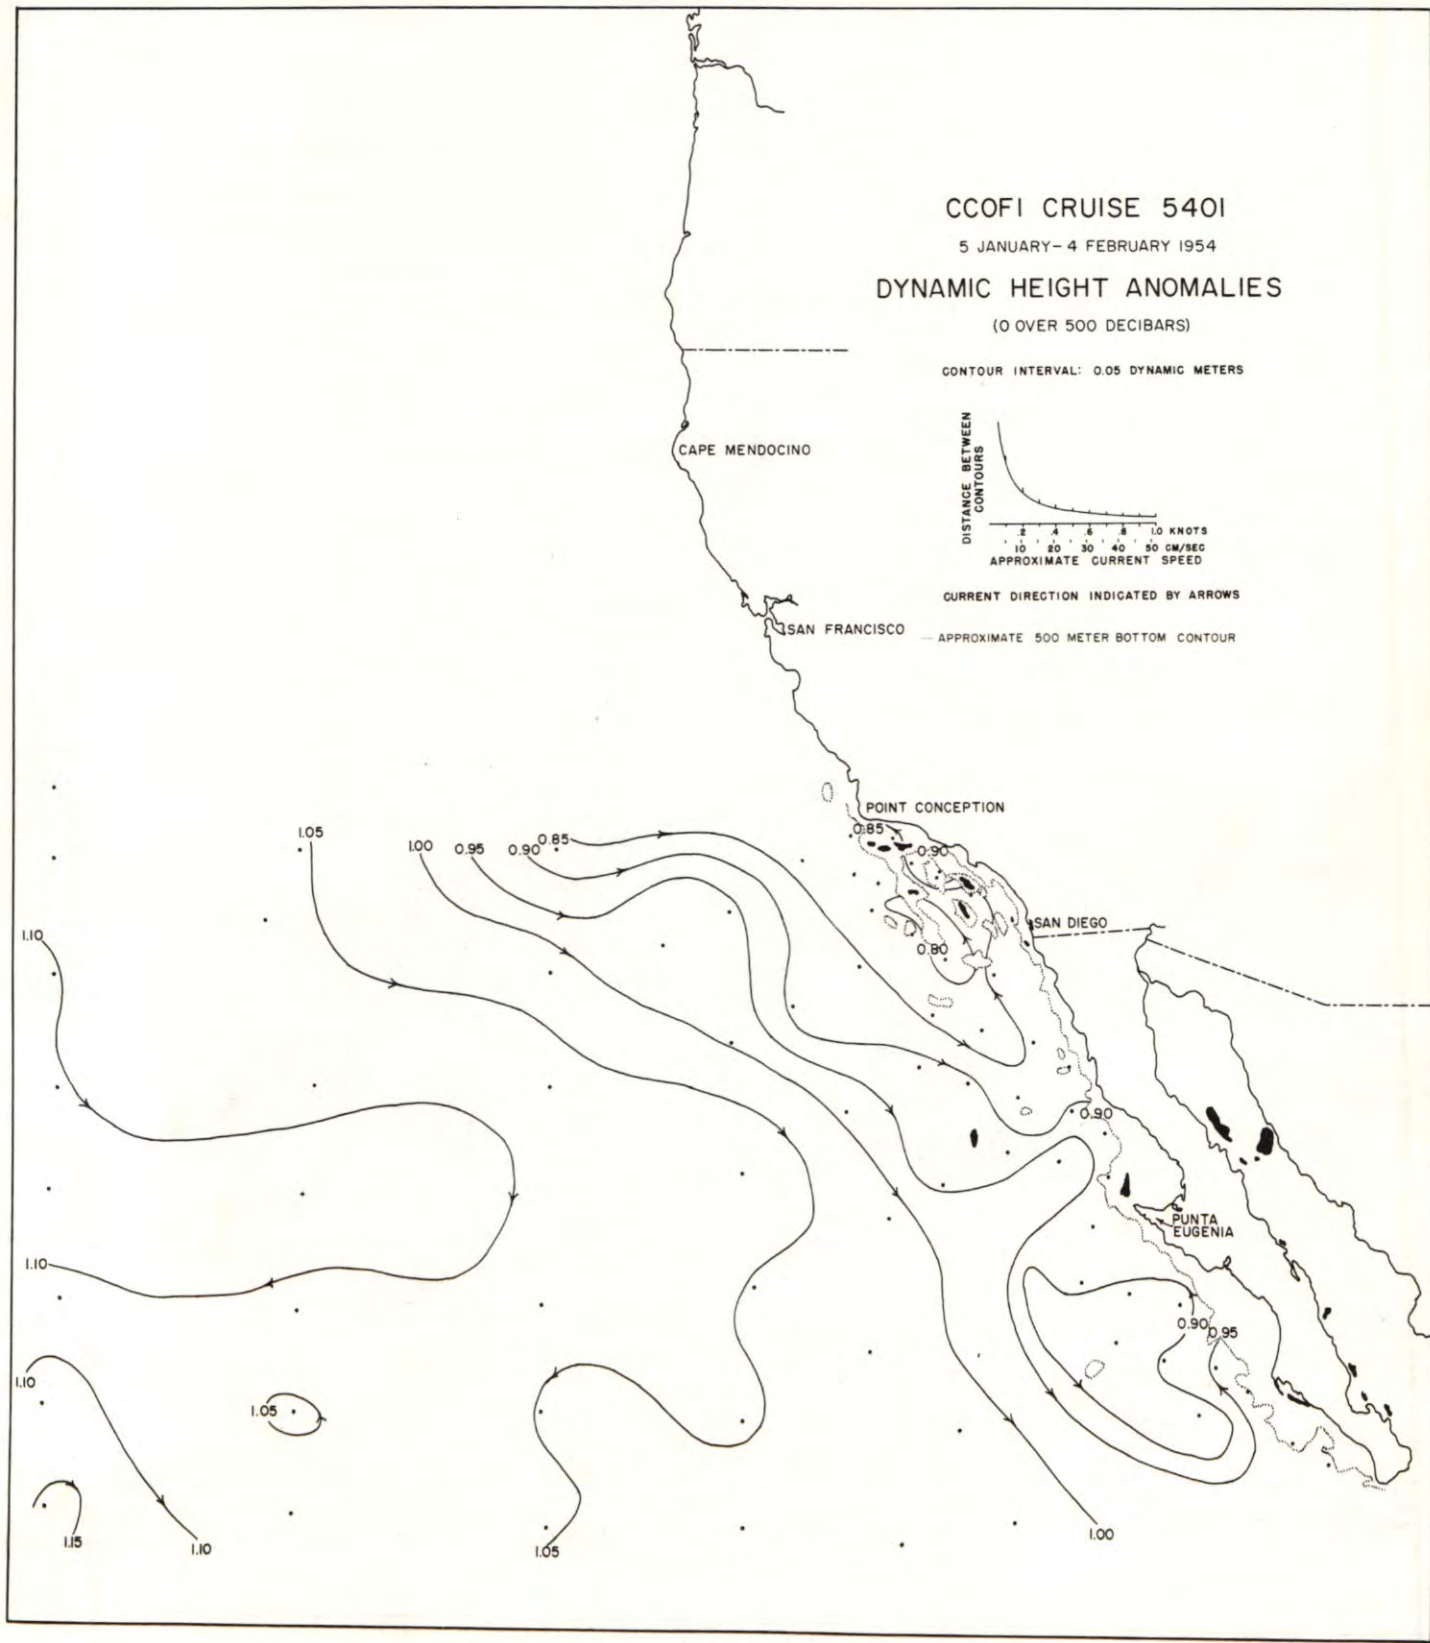 CCOFI CRUISE 5401
5 JANUARY – 4 FEBRUARY 1954
DYNAMIC HEIGHT ANOMALIES
(0 OVER 500 DECIBARS)
CONTOUR INTERVAL: 0.05 DYNAMIC METERS
DISTANCE BETWEEN
CONTOURS
.2 .4 .6 .8 1.0 KNOTS
10 20 30 40 50 CM/SEC
APPROXIMATE CURRENT SPEED
CURRENT DIRECTION INDICATED BY ARROWS
APPROXIMATE 500 METER BOTTOM CONTOUR
CAPE MENDOCINO
SAN FRANCISCO
POINT CONCEPTION
1.05
1.00
0.95
0.90
0.85
0.85
0.90
SAN DIEGO
1.10
0.80
0.90
PUNTA
EUGENIA
1.10
0.90
0.95
1.10
1.05
1.15
1.10
1.05
1.00